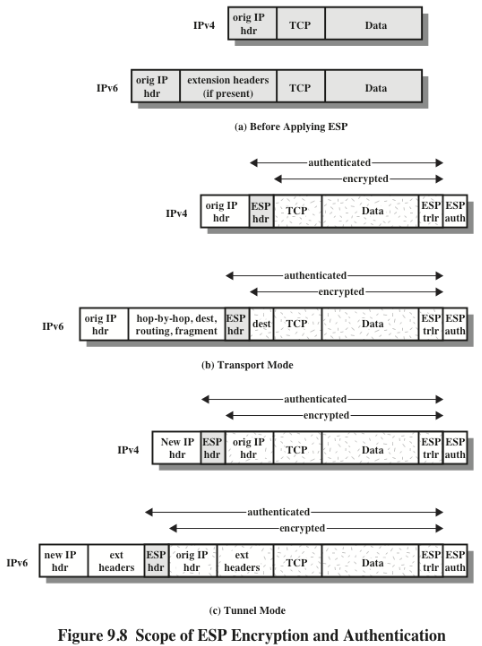 IPv4
orig IP hdr
TCP
Data
IPv6
orig IP hdr
extension headers (if present)
TCP
Data
(a) Before Applying ESP
authenticated
encrypted
IPv4
orig IP hdr
ESP hdr
TCP
Data
ESP trlr
ESP auth
authenticated
encrypted
IPv6
orig IP hdr
hop-by-hop, dest, routing, fragment
ESP hdr
dest
TCP
Data
ESP trlr
ESP auth
(b) Transport Mode
authenticated
encrypted
IPv4
New IP hdr
ESP hdr
orig IP hdr
TCP
Data
ESP trlr
ESP auth
authenticated
encrypted
IPv6
new IP hdr
ext headers
ESP hdr
orig IP hdr
ext headers
TCP
Data
ESP trlr
ESP auth
(c) Tunnel Mode
Figure 9.8 Scope of ESP Encryption and Authentication